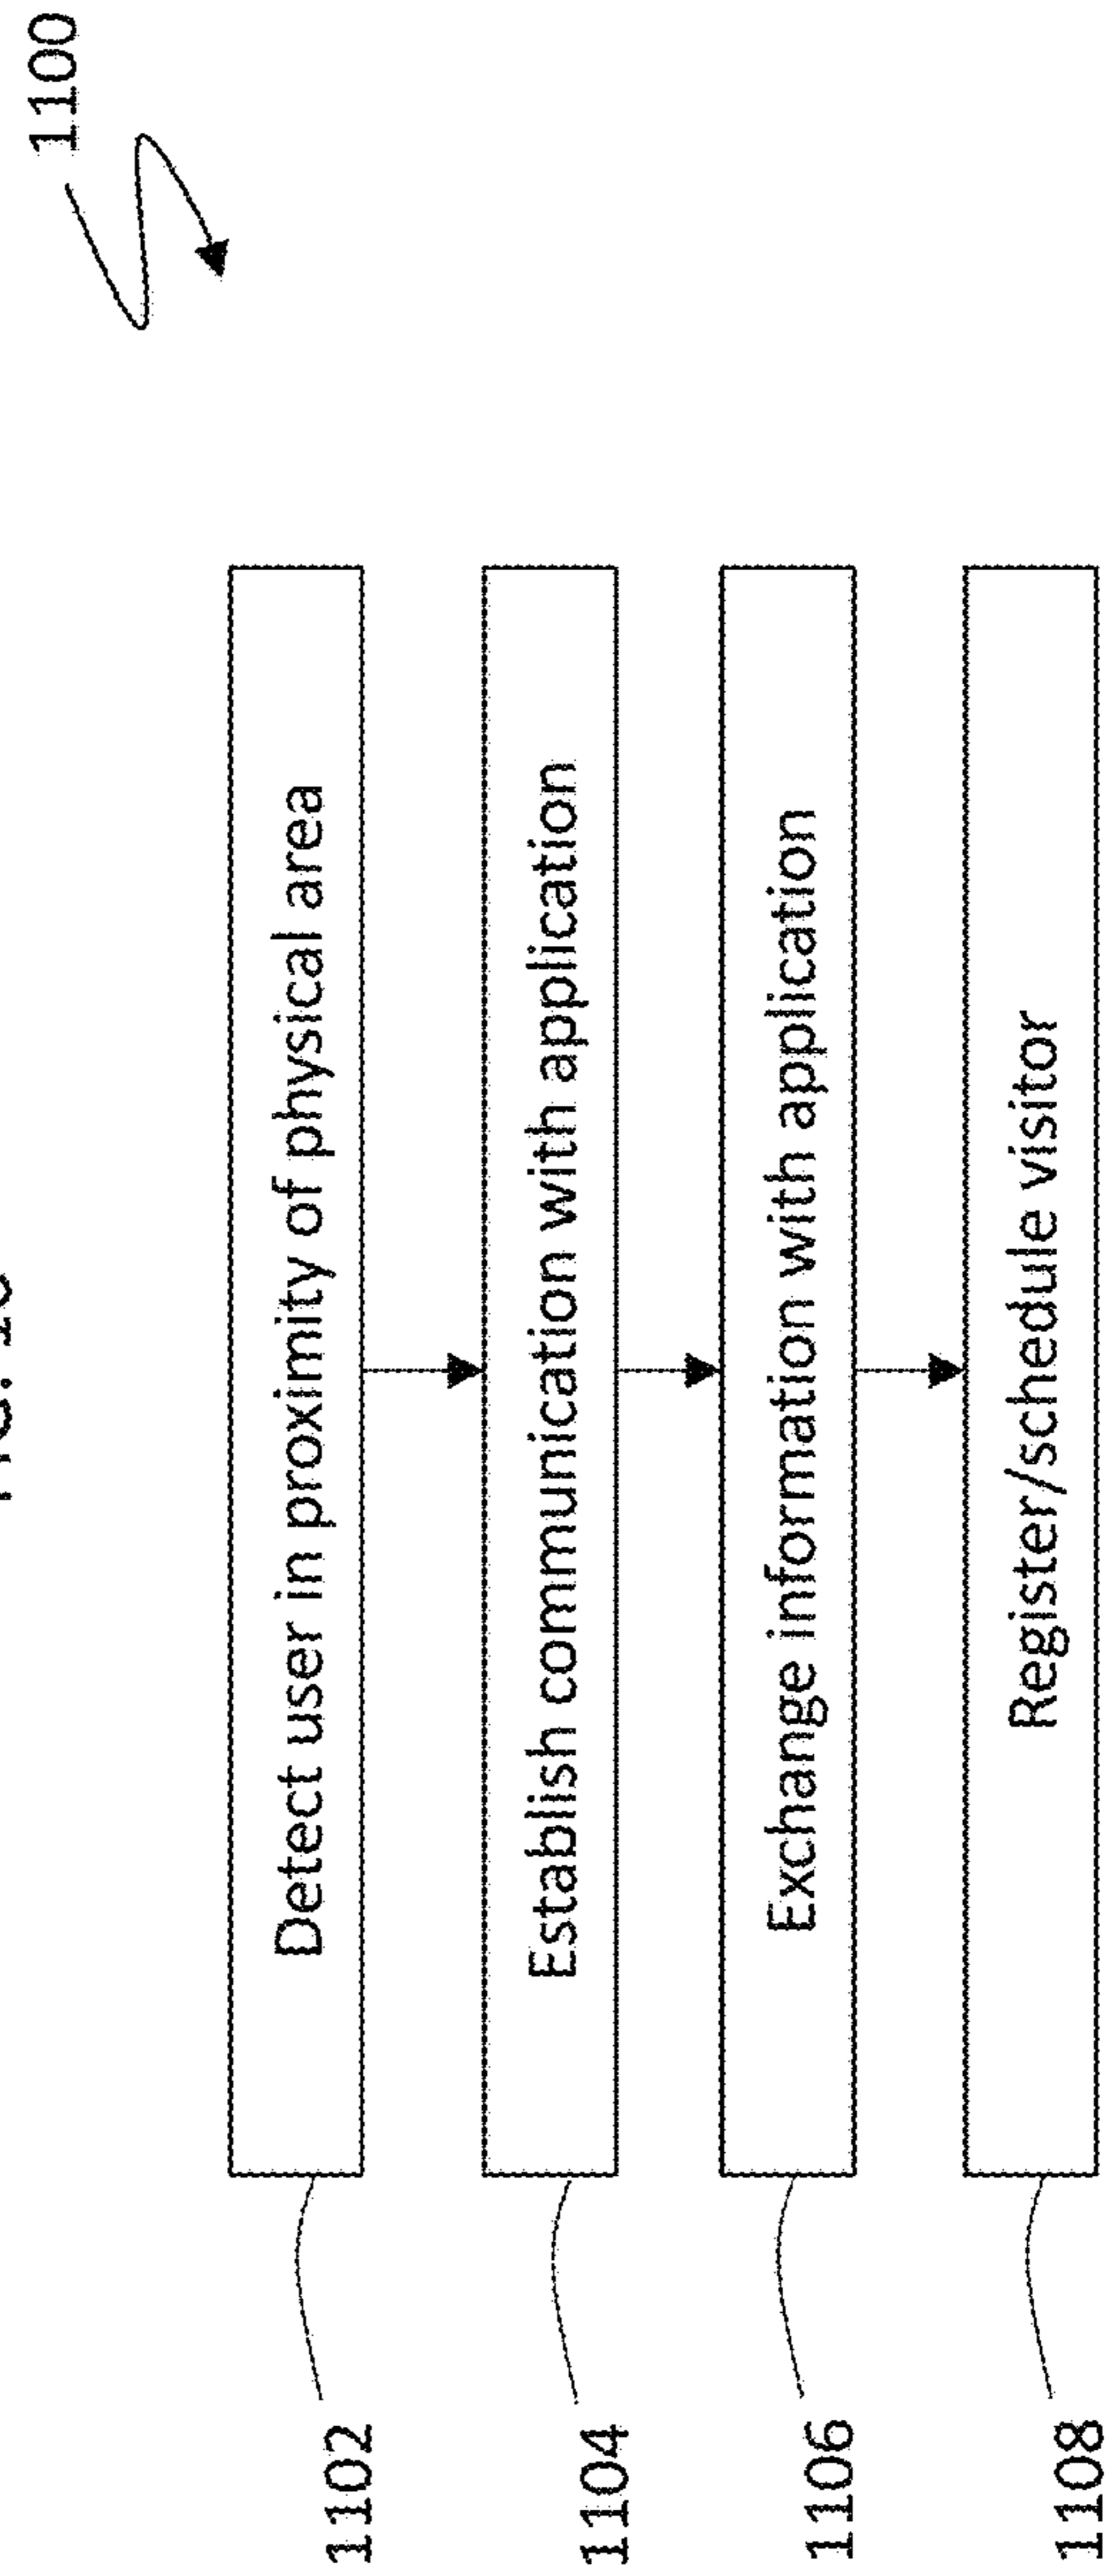 1100
1102
Detect user in proximity of physical area
1104
Establish communication with application
1106
Exchange information with application
1108
Register/schedule visitor